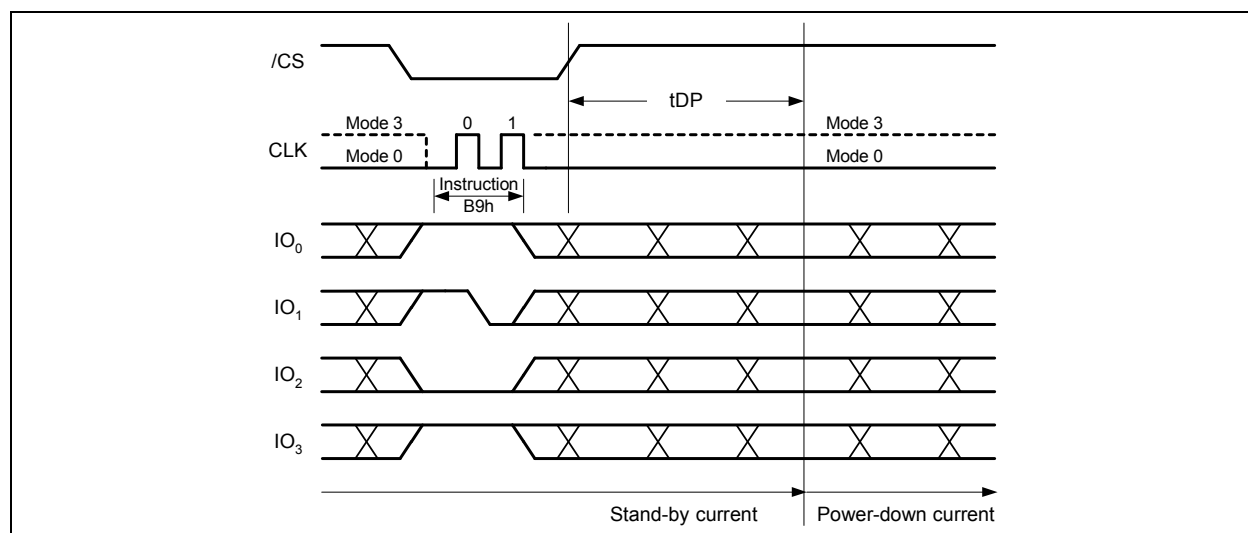 /CS
tDP
Mode 3 0 1 Mode 3
CLK
Mode 0 Mode 0
Instruction
B9h
IO0
IO1
IO2
IO3
Stand-by current Power-down current